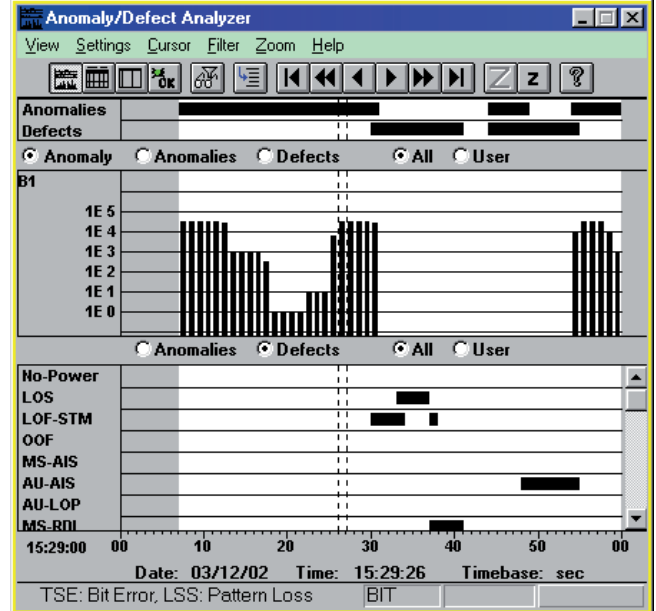 Anomaly/Defect Analyzer
View Settings Cursor Filter Zoom Help
OK Z z ?
Anomalies
Defects
Anomaly Anomalies Defects All User
B1
1E 5
1E 4
1E 3
1E 2
1E 1
1E 0
Anomalies Defects All User
No-Power
LOS
LOF-STM
OOF
MS-AIS
AU-AIS
AU-LOP
MS-RDI
15:29:00 00 10 20 30 40 50 00
Date: 03/12/02 Time: 15:29:26 Timebase: sec
TSE: Bit Error, LSS: Pattern Loss BIT